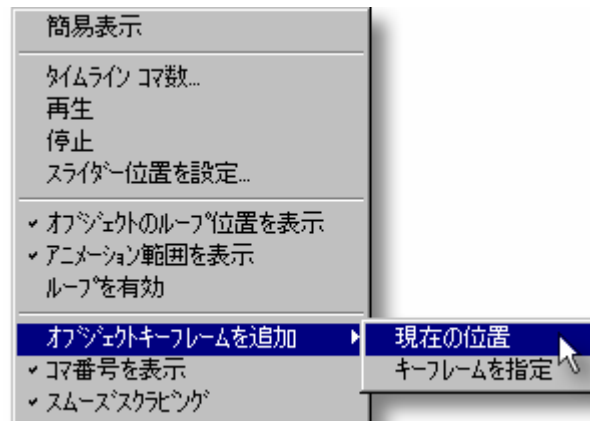 簡易表示
タイムライン コマ数...
再生
停止
スライダー位置を設定...
オブジェクトのループ位置を表示
アニメーション範囲を表示
ループを有効
オブジェクトキーフレームを追加
現在の位置
コマ番号を表示
キーフレームを指定
スムーズスクラビング